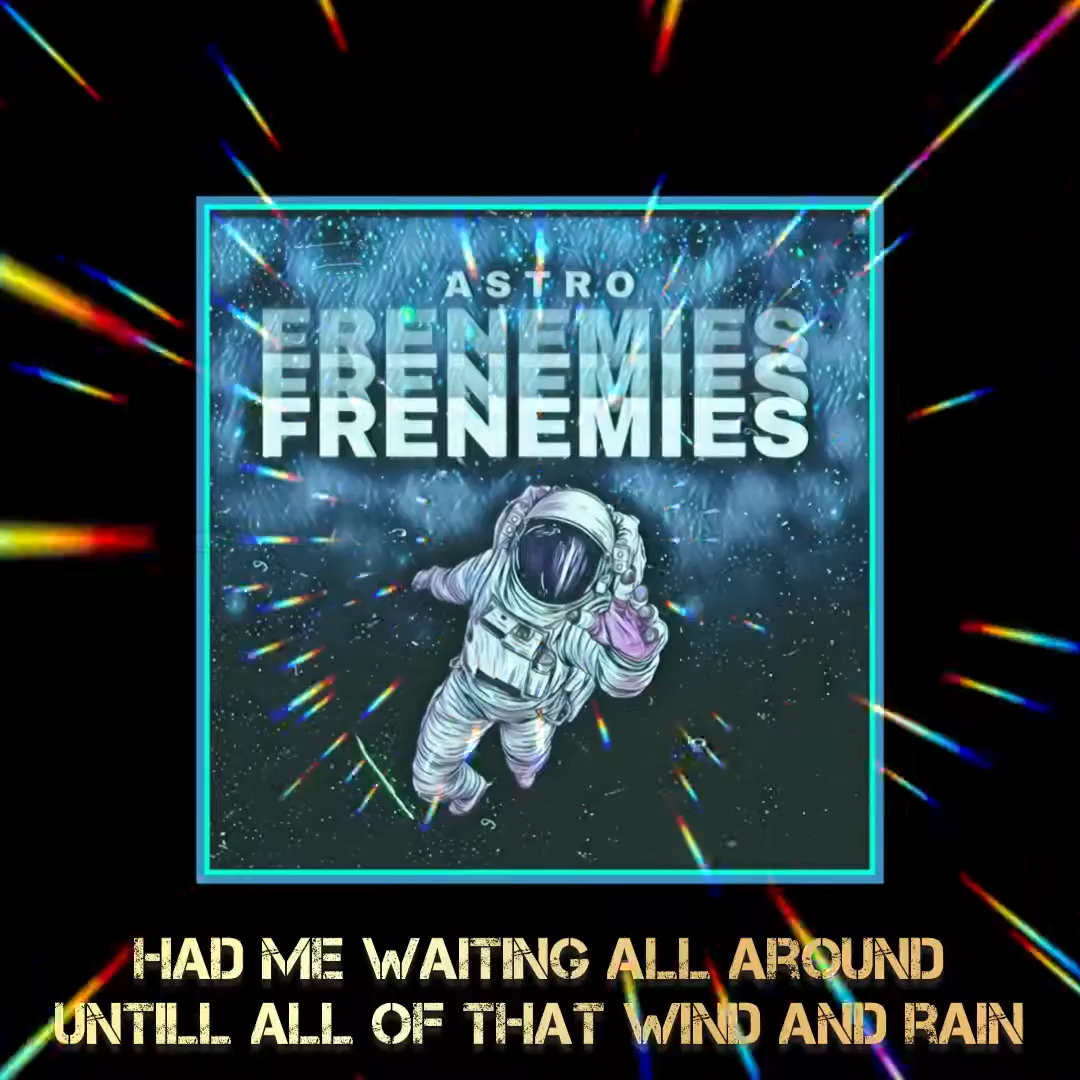 ASTRO
FRENEMIES
FRENEMIES
FRENEMIES
HAD ME WAITING ALL AROUND
UNTILL ALL OF THAT WIND AND RAIN